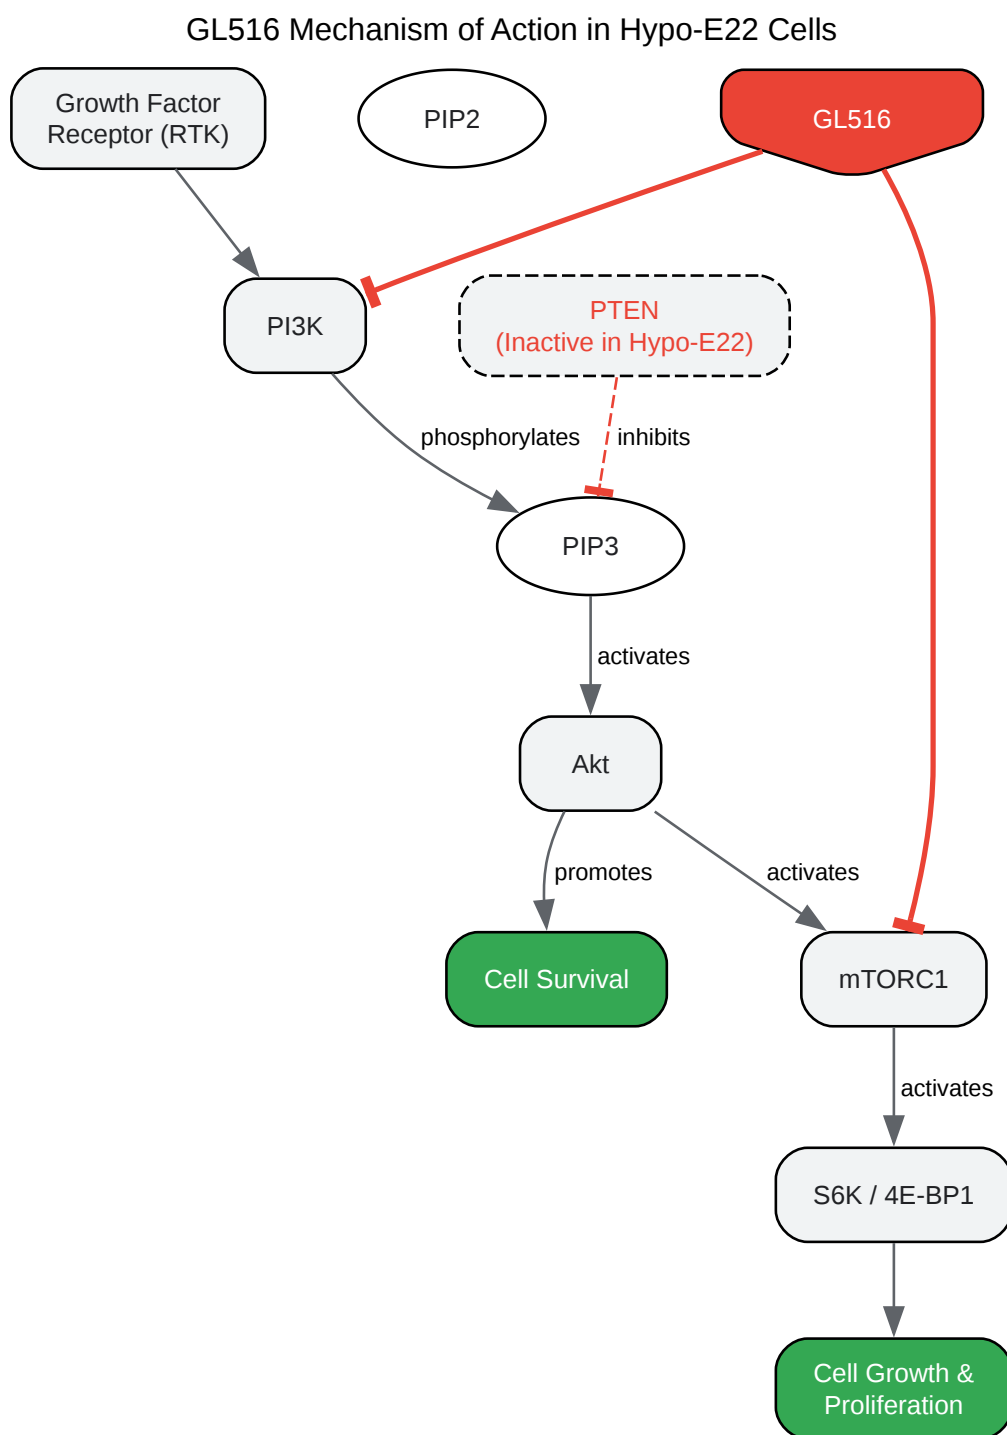 GL516 Mechanism of Action in Hypo-E22 Cells
Growth Factor
Receptor (RTK)
PIP2
GL516
PI3K
PTEN
(Inactive in Hypo-E22)
phosphorylates
inhibits
PIP3
activates
Akt
promotes
activates
Cell Survival
mTORC1
activates
S6K / 4E-BP1
Cell Growth &
Proliferation